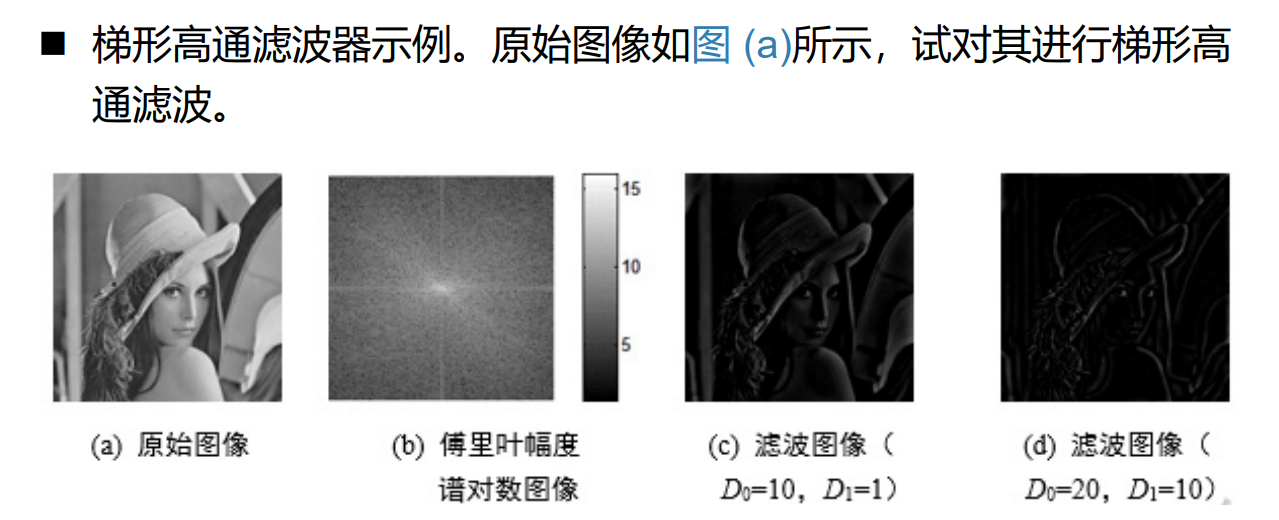 ■ 梯形高通滤波器示例。原始图像如图 (a)所示，试对其进行梯形高
通滤波。
15
10
5
(a) 原始图像
(b) 傅里叶幅度
谱对数图像
(c) 滤波图像（
D₀=10，D₁=1）
(d) 滤波图像（
D₀=20，D₁=10）